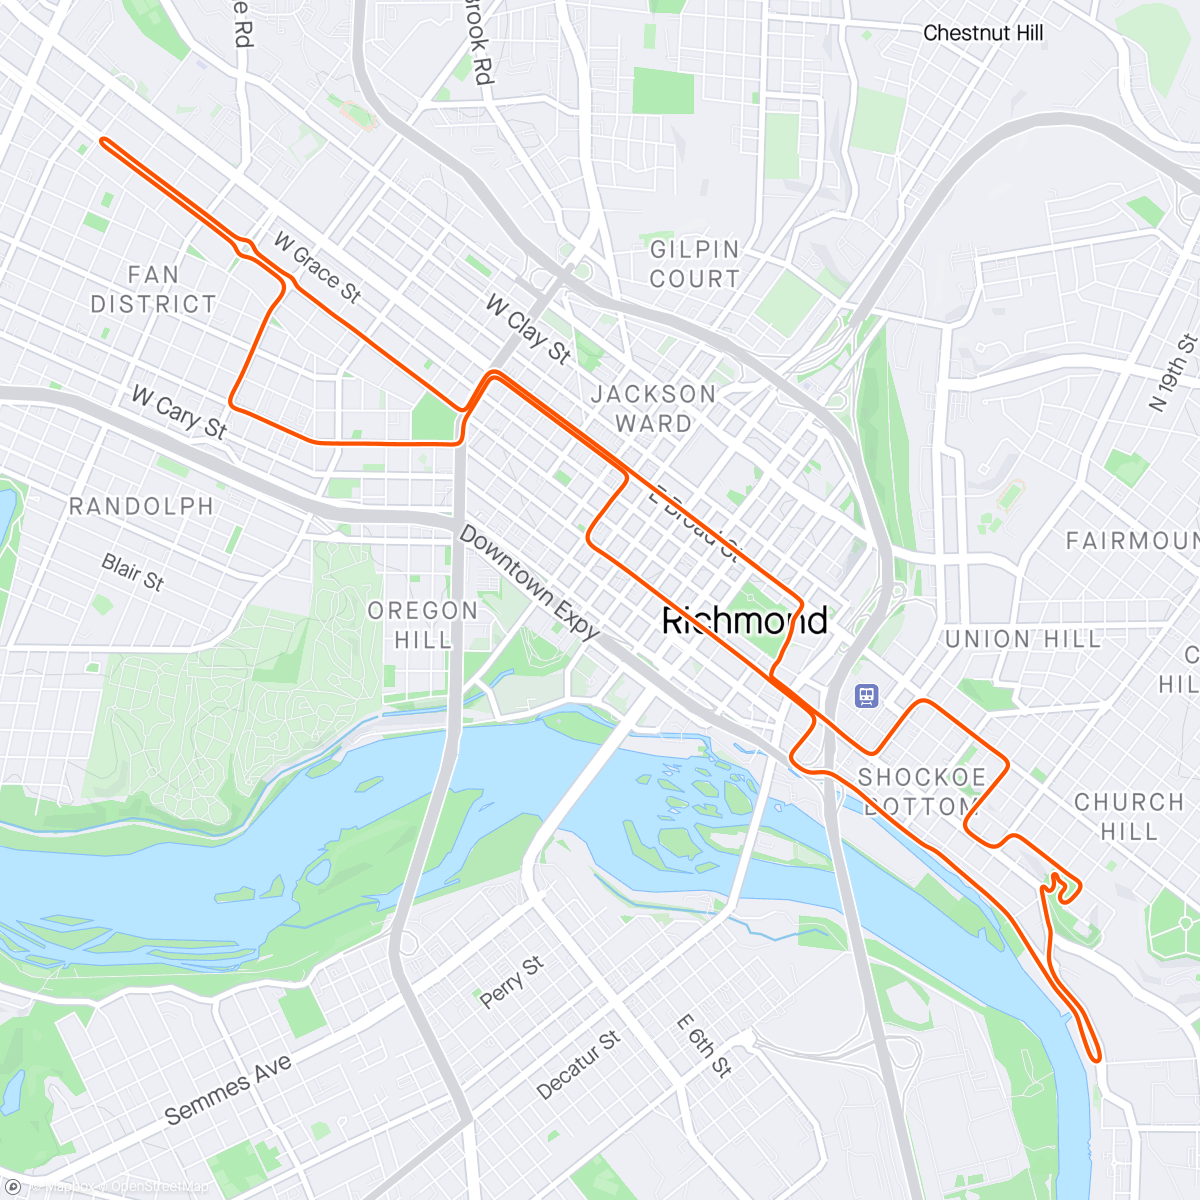 Chestnut Hill
Brook Rd
e Rd
GILPIN
COURT
W Grace St
FAN
DISTRICT
W Clay St
N 19th St
JACKSON
WARD
W Cary St
RANDOLPH
E Broad St
FAIRMOUN
Downtown Expy
Blair St
OREGON
HILL
Richmond
UNION HILL
C
HIL
SHOCKOE
BOTTOM
CHURCH
HILL
Perry St
E 6th St
Decatur St
Semmes Ave
© Mapbox © OpenStreetMap